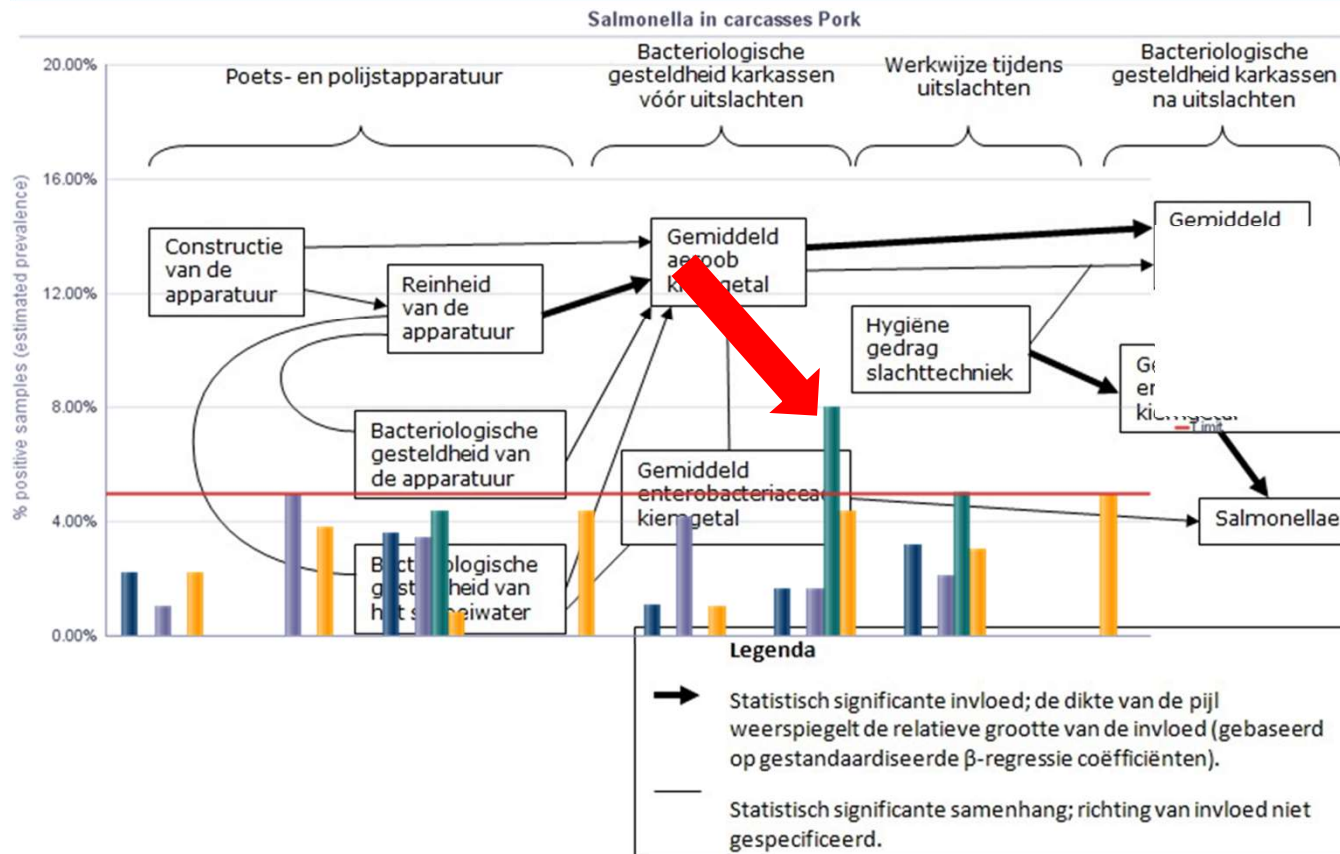 Salmonella in carcasses Pork
% positive samples (estimated prevalence)
20.00%
16.00%
12.00%
8.00%
4.00%
0.00%
Poets- en polijstapparatuur
Bacteriologische
gesteldheid karkassen
vóór uitslachten
Werkwijze tijdens
uitslachten
Bacteriologische
gesteldheid karkassen
na uitslachten
Constructie
van de
apparatuur
Reinheid
van de
apparatuur
Bacteriologische
gesteldheid van
de apparatuur
gesteldheid van
Gemiddeld
aeroob
kiemgetal
Gemiddeld
enterobacteriaceae
kiemgetal
Hygiëne
gedrag
slachttechniek
Gemiddeld
kiemgetal
Limit
Salmonellae
Legenda
Statistisch significante invloed; de dikte van de pijl
weerspiegelt de relatieve grootte van de invloed (gebaseerd
op gestandaardiseerde β-regressie coëfficiënten).
Statistisch significante samenhang; richting van invloed niet
gespecificeerd.